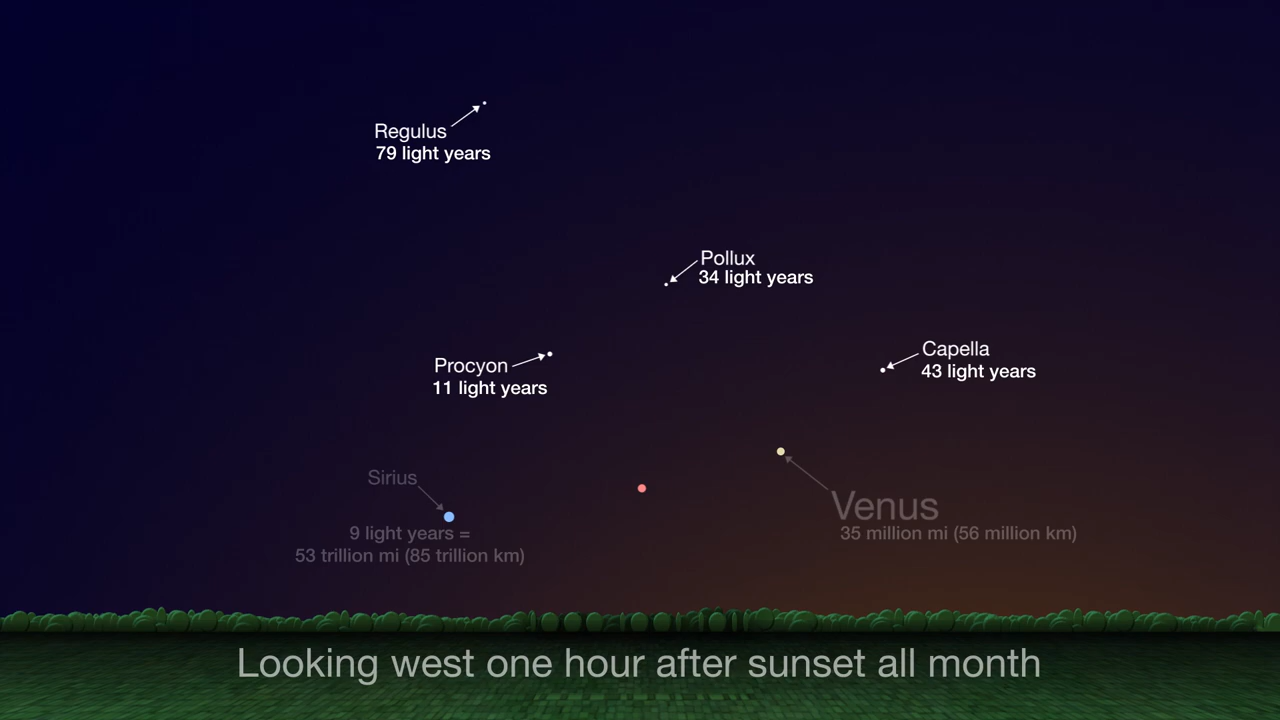 Regulus
79 light years
Pollux
34 light years
Capella
43 light years
Procyon
11 light years
Sirius
9 light years =
53 trillion mi (85 trillion km)
Venus
35 million mi (56 million km)
Looking west one hour after sunset all month